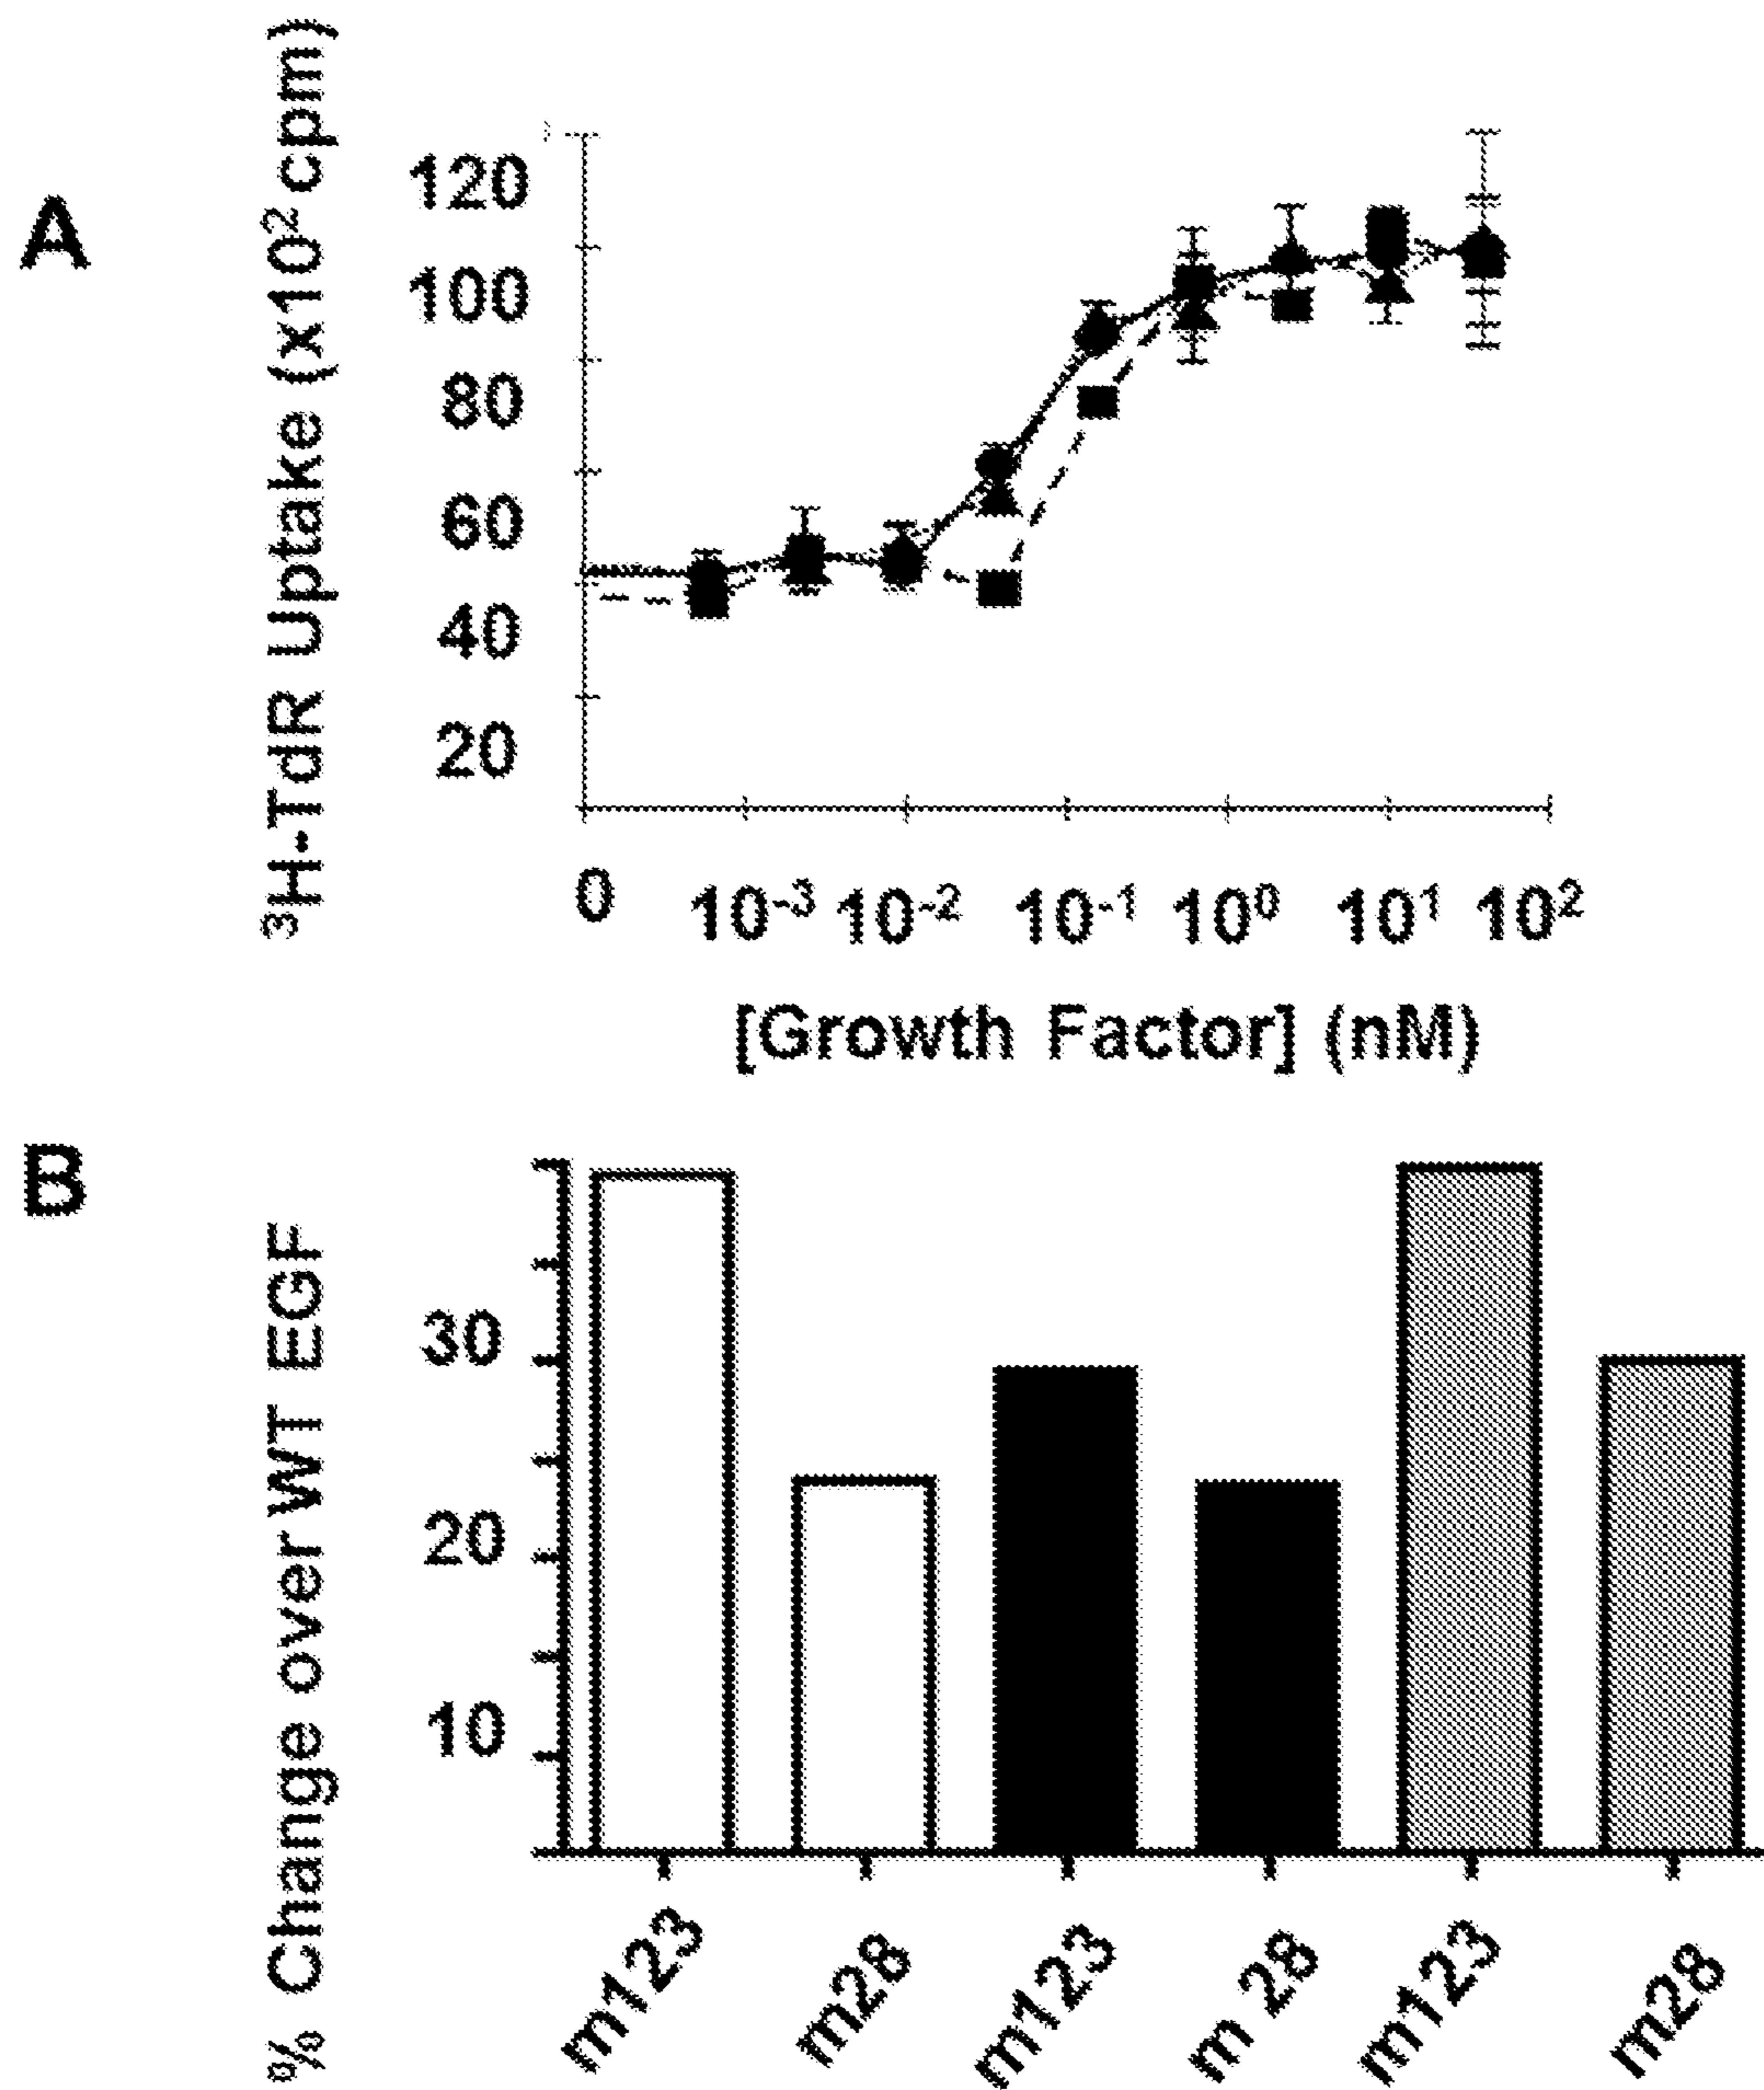 A
³H-TdR Uptake (x10² cpm)
120
100
80
60
40
20
0 10⁻³ 10⁻² 10⁻¹ 10⁰ 10¹ 10²
[Growth Factor] (nM)
B
% Change over WT EGF
30
20
10
m123 m28 m123 m 28 m123 m28